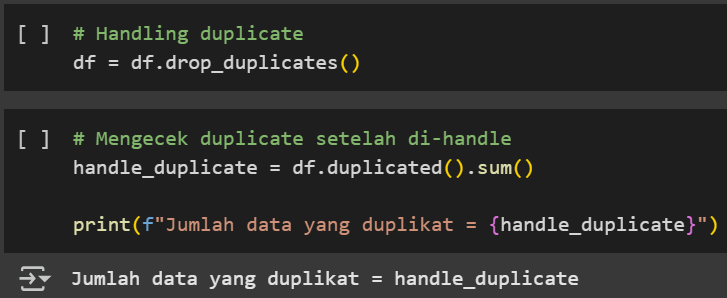 [ ] # Handling duplicate
df = df.drop_duplicates()
[ ] # Mengecek duplicate setelah di-handle
handle_duplicate = df.duplicated().sum()
print(f"Jumlah data yang duplikat = {handle_duplicate}")
Jumlah data yang duplikat = handle_duplicate